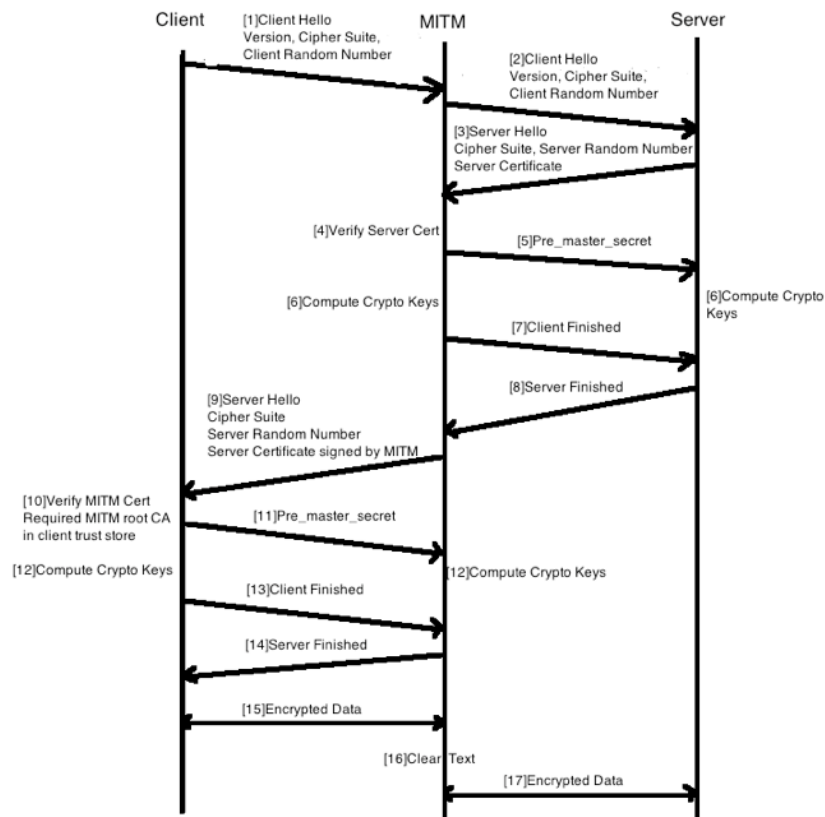 Client
MITM
Server
[1]Client Hello
Version, Cipher Suite,
Client Random Number
[2]Client Hello
Version, Cipher Suite,
Client Random Number
[3]Server Hello
Cipher Suite, Server Random Number
Server Certificate
[4]Verify Server Cert
[5]Pre_master_secret
[6]Compute Crypto Keys
[6]Compute Crypto
Keys
[7]Client Finished
[8]Server Finished
[9]Server Hello
Cipher Suite
Server Random Number
Server Certificate signed by MITM
[10]Verify MITM Cert
Required MITM root CA
in client trust store
[11]Pre_master_secret
[12]Compute Crypto Keys
[12]Compute Crypto Keys
[13]Client Finished
[14]Server Finished
[15]Encrypted Data
[16]Clear Text
[17]Encrypted Data